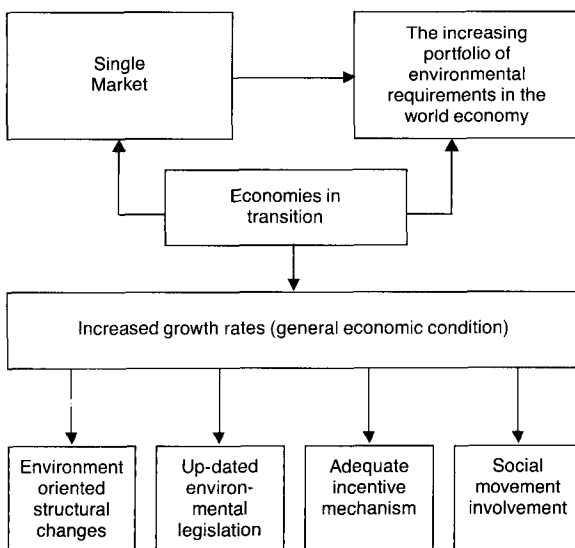 Single
Market
The increasing
portfolio of
environmental
requirements in the
world economy
Economies in
transition
Increased growth rates (general economic condition)
Environment
oriented
structural
changes
Up-dated
environ-
mental
legislation
Adequate
incentive
mechanism
Social
movement
involvement